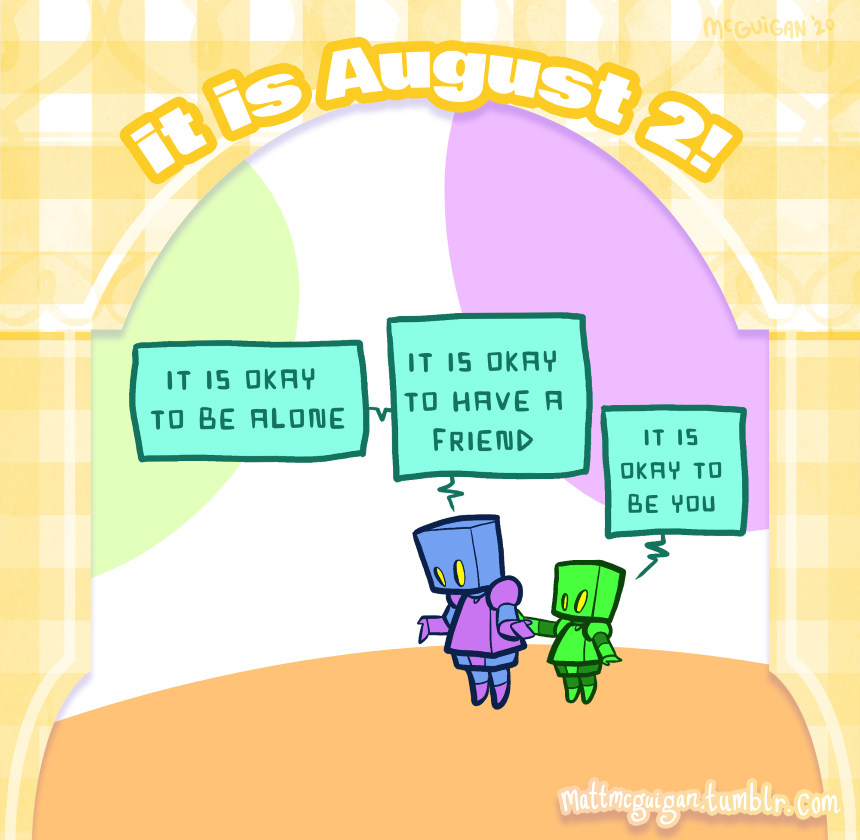 McGUiGAN '20
it is August 2!
IT IS OKAY
TO BE ALONE
IT IS OKAY
TO HAVE A
FRIEND
IT IS
OKAY TO
BE YOU
mattmcguigan.tumblr.com